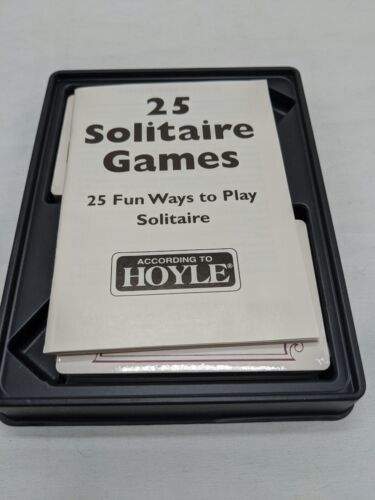 25
Solitaire
Games
25 Fun Ways to Play
Solitaire
ACCORDING TO
HOYLE®